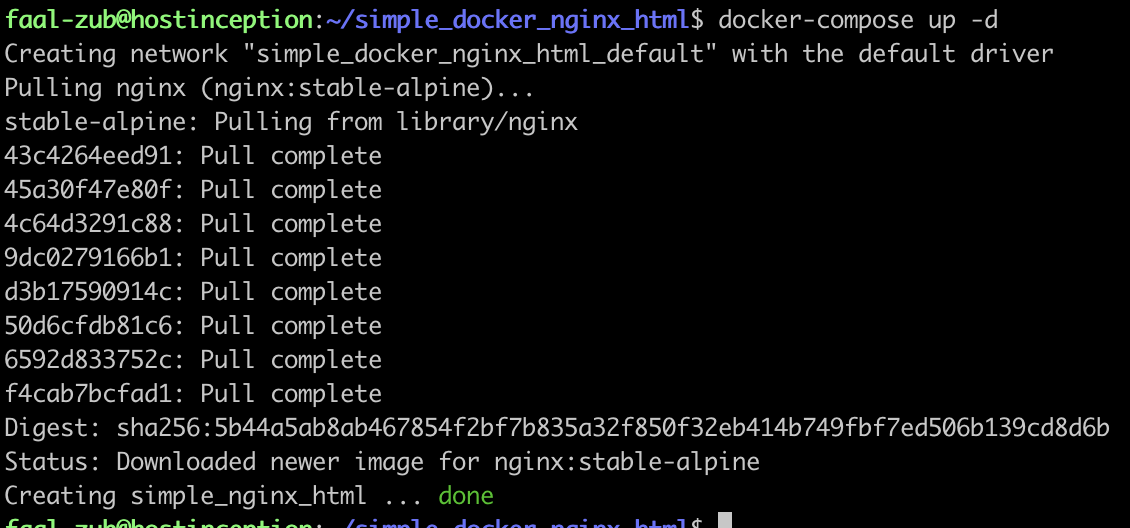 faal-zub@hostinception:~/simple_docker_nginx_html$ docker-compose up -d
Creating network "simple_docker_nginx_html_default" with the default driver
Pulling nginx (nginx:stable-alpine)...
stable-alpine: Pulling from library/nginx
43c4264eed91: Pull complete
45a30f47e80f: Pull complete
4c64d3291c88: Pull complete
9dc0279166b1: Pull complete
d3b17590914c: Pull complete
50d6cfdb81c6: Pull complete
6592d833752c: Pull complete
f4cab7bcfad1: Pull complete
Digest: sha256:5b44a5ab8ab467854f2bf7b835a32f850f32eb414b749fbf7ed506b139cd8d6b
Status: Downloaded newer image for nginx:stable-alpine
Creating simple_nginx_html ... done
faal-zub@hostinception:~/simple_docker_nginx_html$